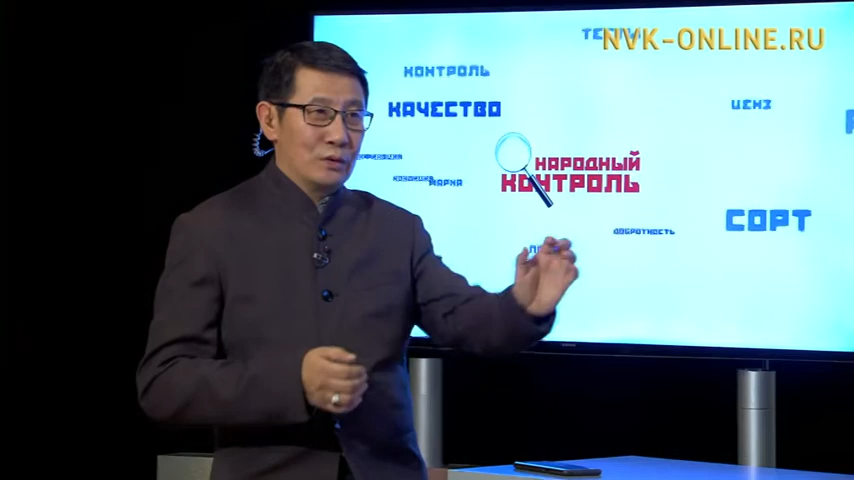 NVK-ONLINE.RU
КОНТРОЛЬ
КАЧЕСТВО
ЦЕНЗ
НАРОДНЫЙ
КОНТРОЛЬ
МАРКА
СОРТ
ДОБРОТНОСТЬ